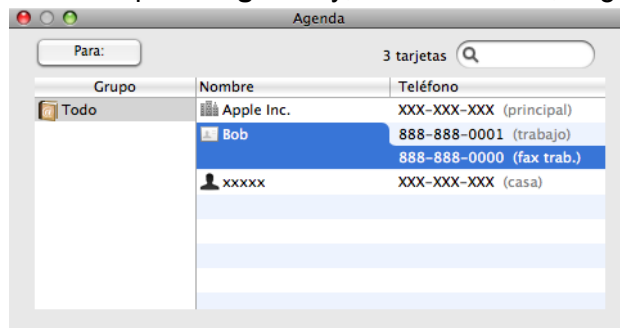 Agenda
Para:
3 tarjetas
Grupo Nombre Teléfono
Todo Apple Inc. XXX-XXX-XXX (principal)
Bob 888-888-0001 (trabajo)
888-888-0000 (fax trab.)
xxxxx XXX-XXX-XXX (casa)